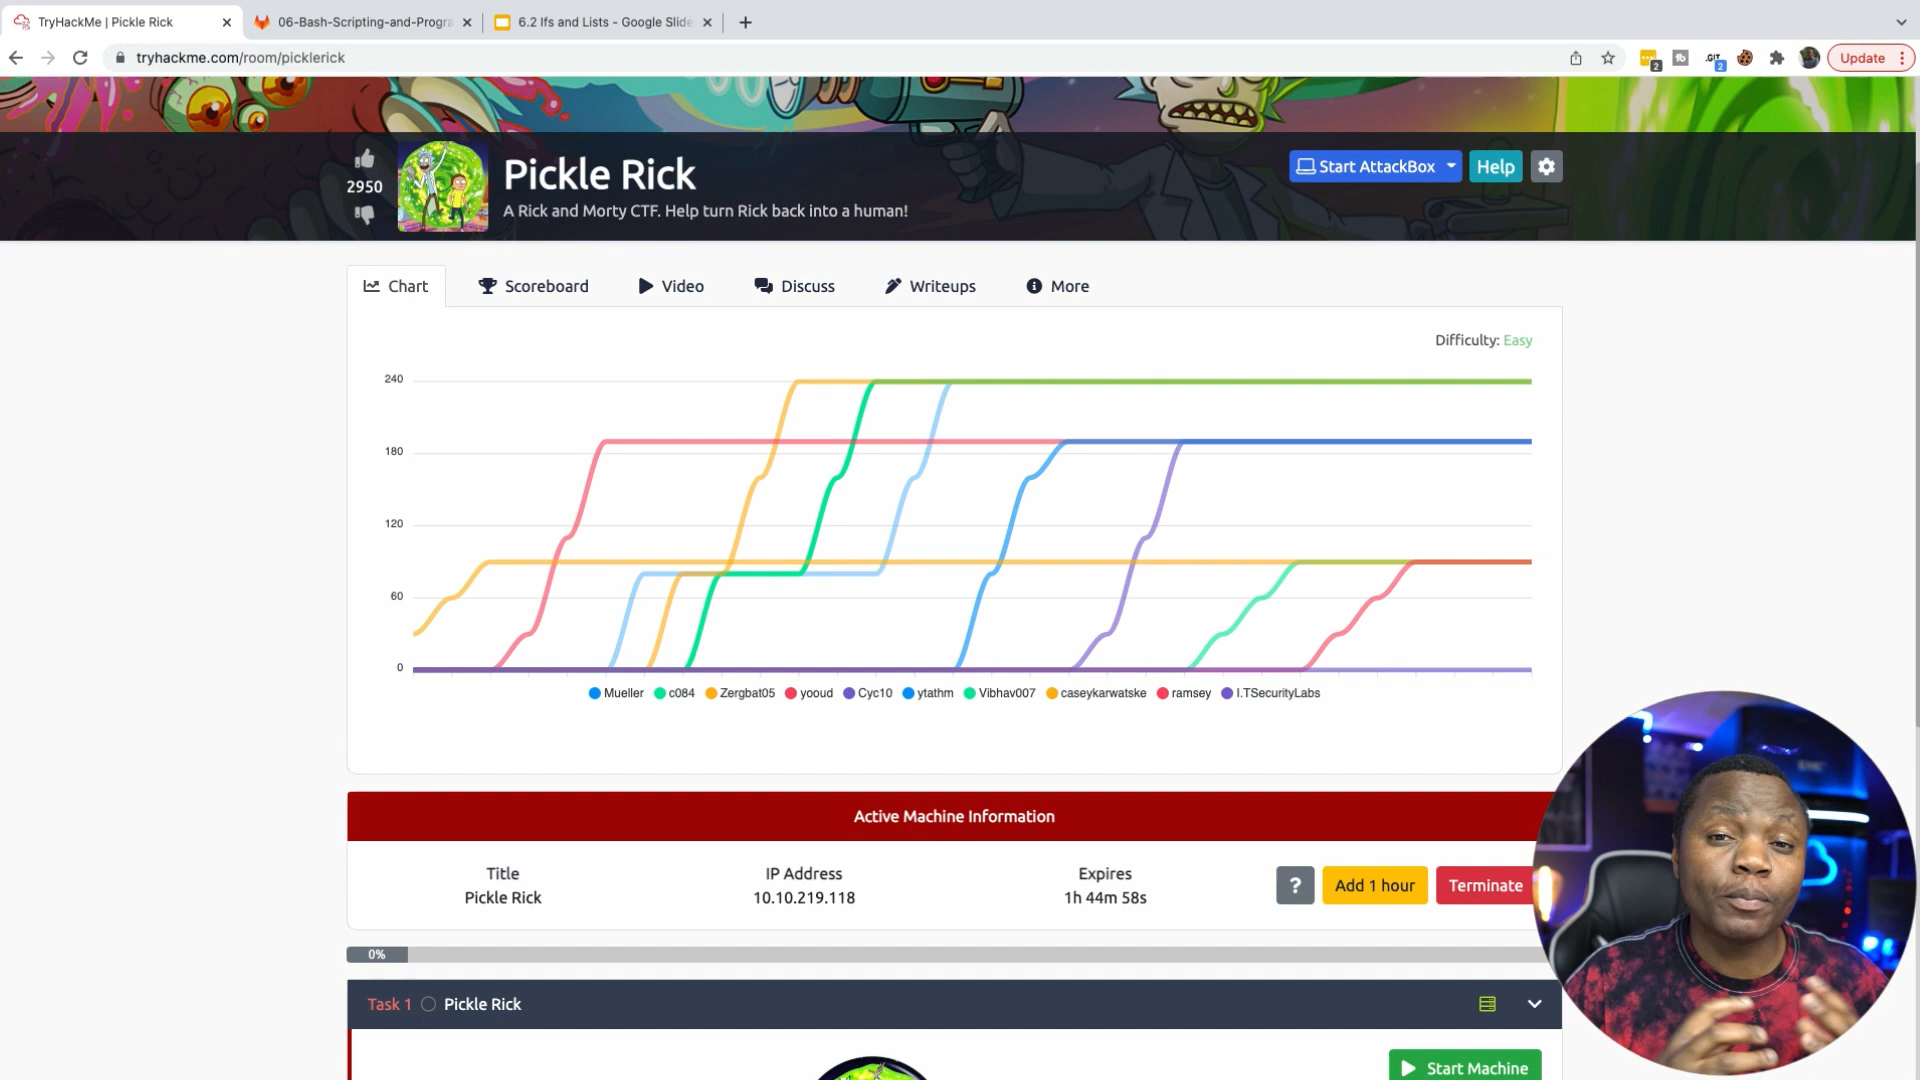 TryHackMe | Pickle Rick
06-Bash-Scripting-and-Progra
6.2 Ifs and Lists - Google Slide
tryhackme.com/room/picklerick
2
GIT
2
Update
2950
Pickle Rick
A Rick and Morty CTF. Help turn Rick back into a human!
Start AttackBox
Help
Chart
Scoreboard
Video
Discuss
Writeups
More
Difficulty: Easy
240
180
120
60
0
Mueller c084 Zergbat05 yooud Cyc10 ytathm Vibhav007 caseykarwatske ramsey I.TSecurityLabs
Active Machine Information
Title
IP Address
Expires
Pickle Rick
10.10.219.118
1h 44m 58s
?
Add 1 hour
Terminate
0%
Task 1
Pickle Rick
Start Machine